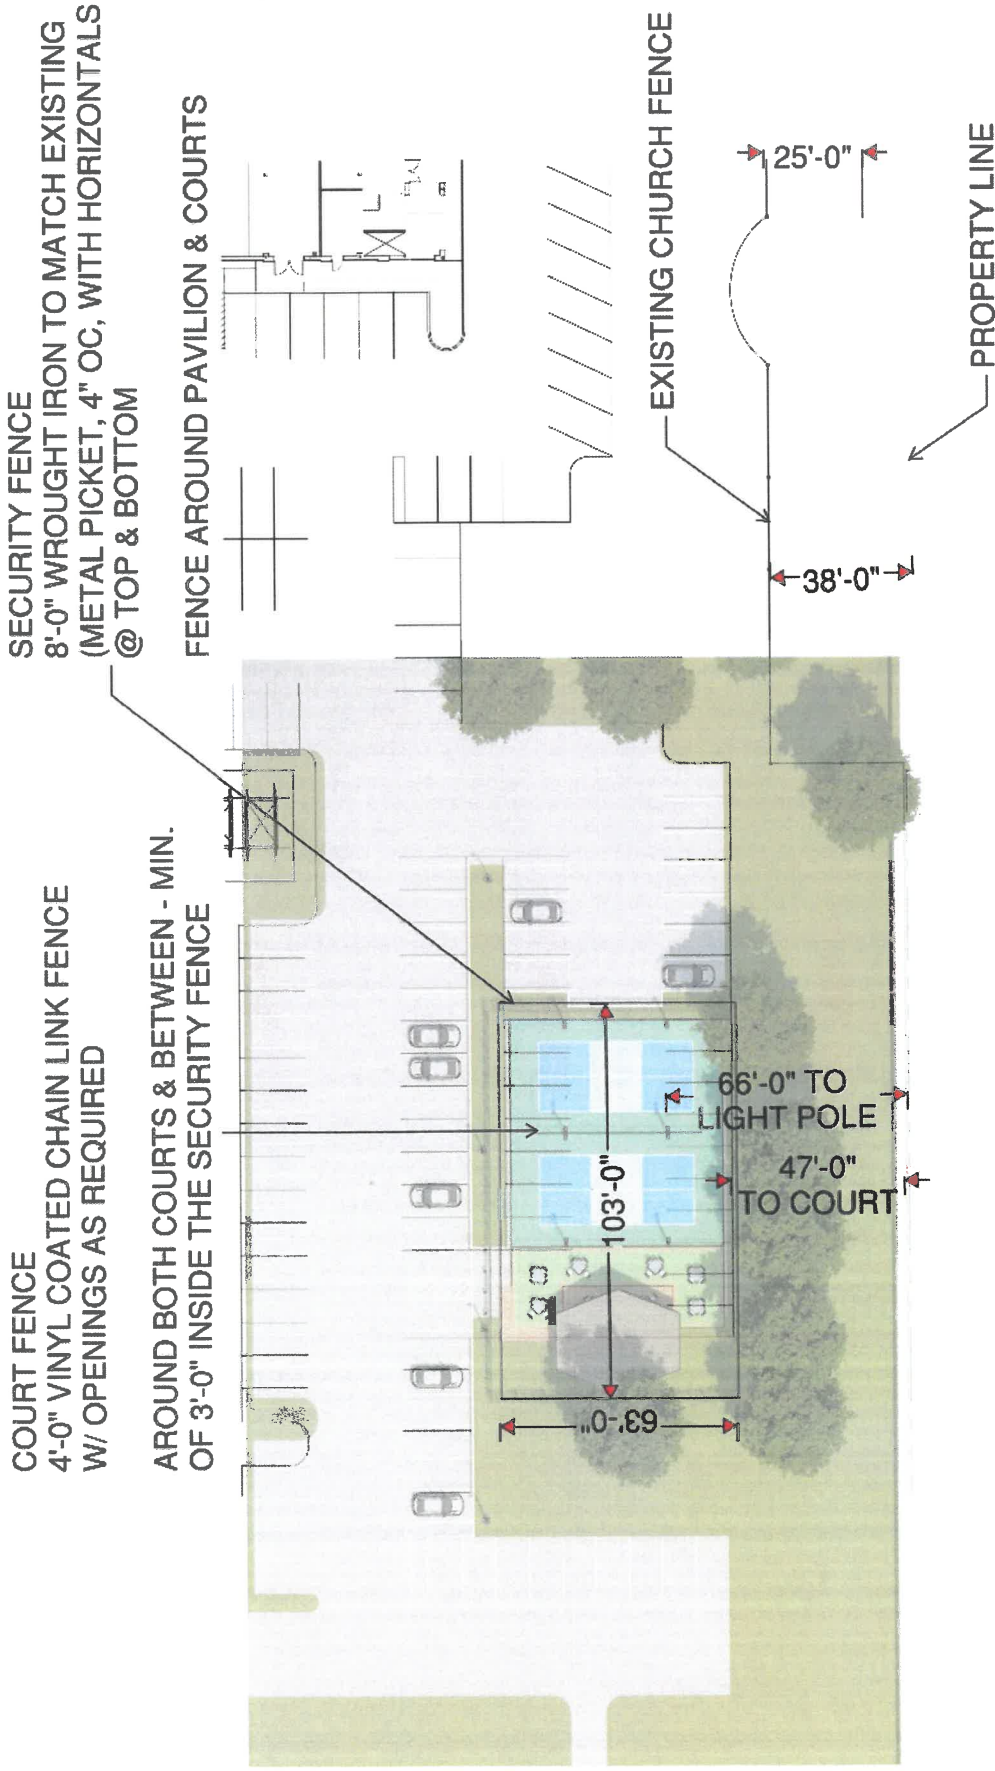 COURT FENCE
4'-0" VINYL COATED CHAIN LINK FENCE
W/ OPENINGS AS REQUIRED
AROUND BOTH COURTS & BETWEEN - MIN.
OF 3'-0" INSIDE THE SECURITY FENCE
SECURITY FENCE
8'-0" WROUGHT IRON TO MATCH EXISTING
(METAL PICKET, 4" OC, WITH HORIZONTALS
@ TOP & BOTTOM
FENCE AROUND PAVILION & COURTS
EXISTING CHURCH FENCE
25'-0"
PROPERTY LINE
38'-0"
66'-0" TO
LIGHT POLE
47'-0"
TO COURT
103'-0"
63'-0"